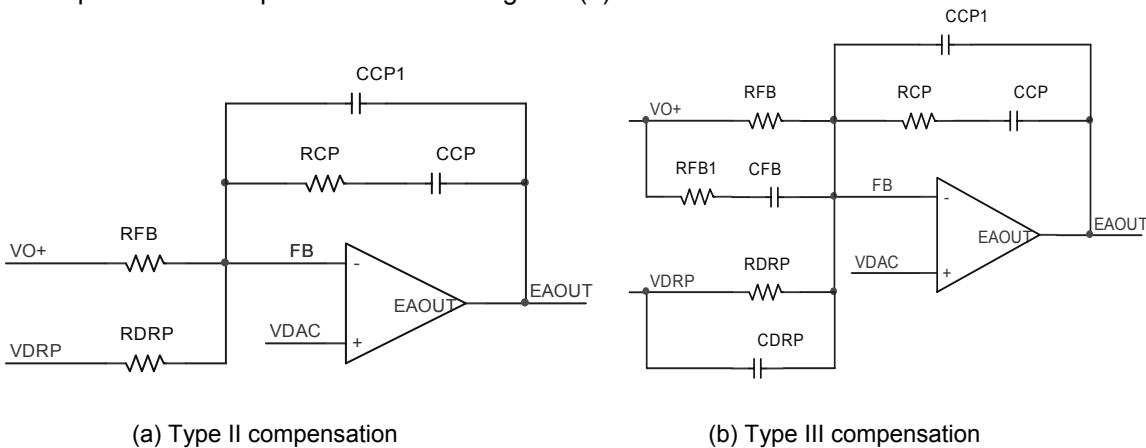 CCP1
RCP
CCP
RFB
VO+
FB
EAOUT
EAOUT
RDRP
VDAC
VDRP
-
+
(a) Type II compensation
CCP1
RFB
RCP
CCP
VO+
RFB1
CFB
FB
EAOUT
EAOUT
RDRP
VDAC
VDRP
-
+
CDRP
(b) Type III compensation